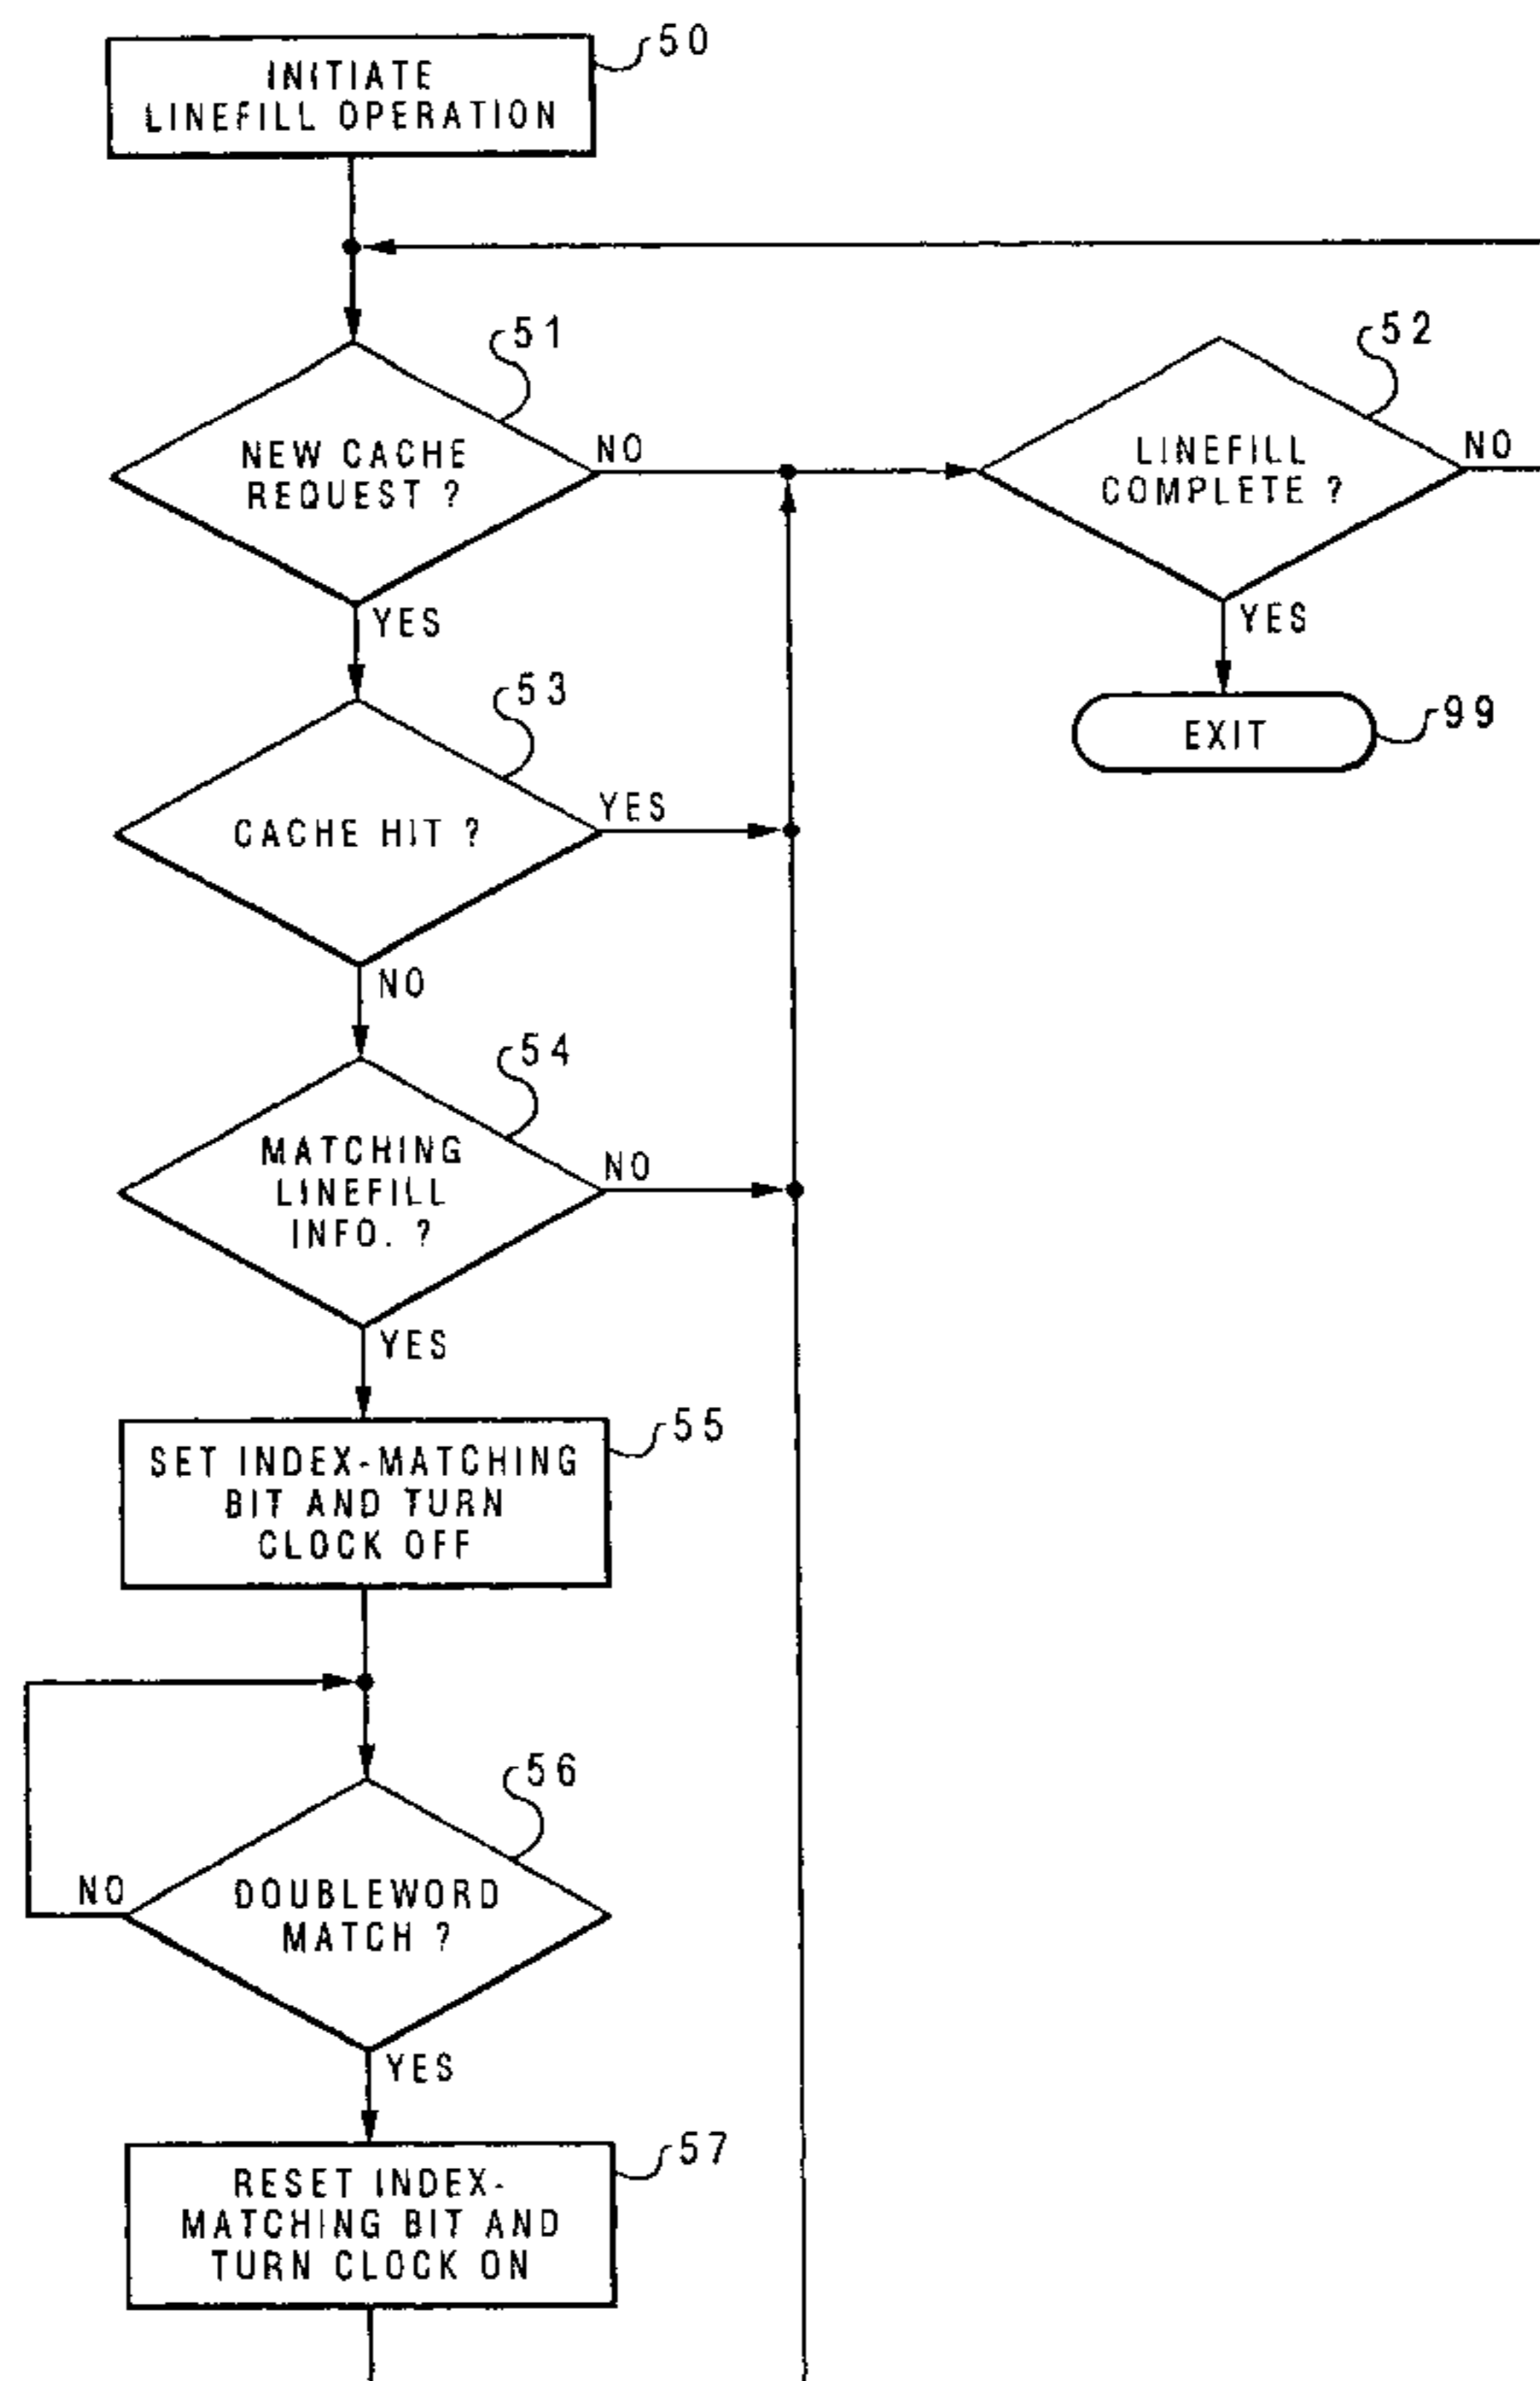 50
INITIATE
LINEFILL OPERATION
51
NEW CACHE
REQUEST ?
NO
YES
52
LINEFILL
COMPLETE ?
NO
YES
EXIT
99
53
CACHE HIT ?
YES
NO
54
MATCHING
LINEFILL
INFO. ?
NO
YES
55
SET INDEX-MATCHING
BIT AND TURN
CLOCK OFF
56
DOUBLEWORD
MATCH ?
NO
YES
57
RESET INDEX-
MATCHING BIT AND
TURN CLOCK ON